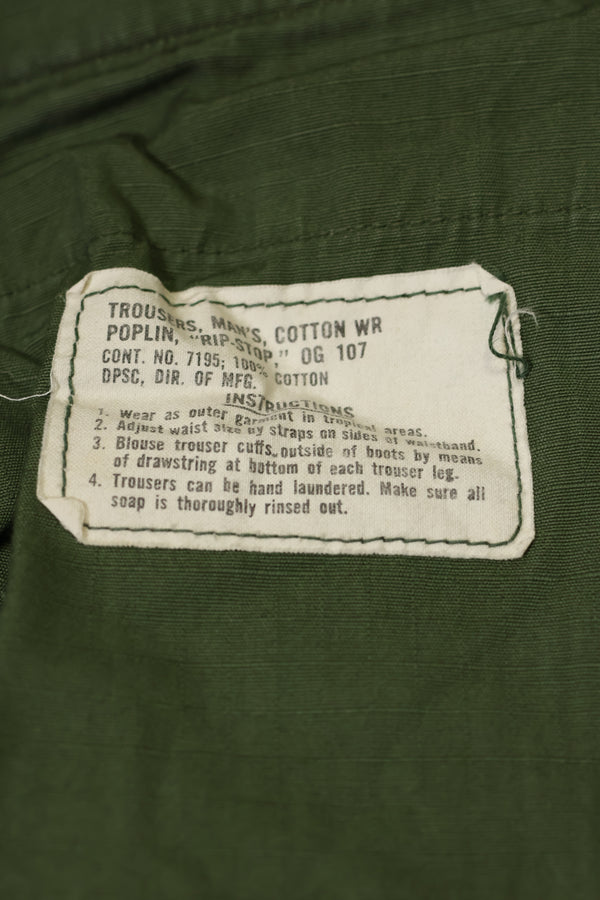 TROUSERS, MAN'S, COTTON WR
POPLIN, "RIP-STOP," OG 107
CONT. NO. 7195; 100% COTTON
DPSC, DIR. OF MFG.
INSTRUCTIONS
1. Wear as outer garment in tropical areas.
2. Adjust waist size by straps on sides of waistband.
3. Blouse trouser cuffs outside of boots by means
of drawstring at bottom of each trouser leg.
4. Trousers can be hand laundered. Make sure all
soap is thoroughly rinsed out.